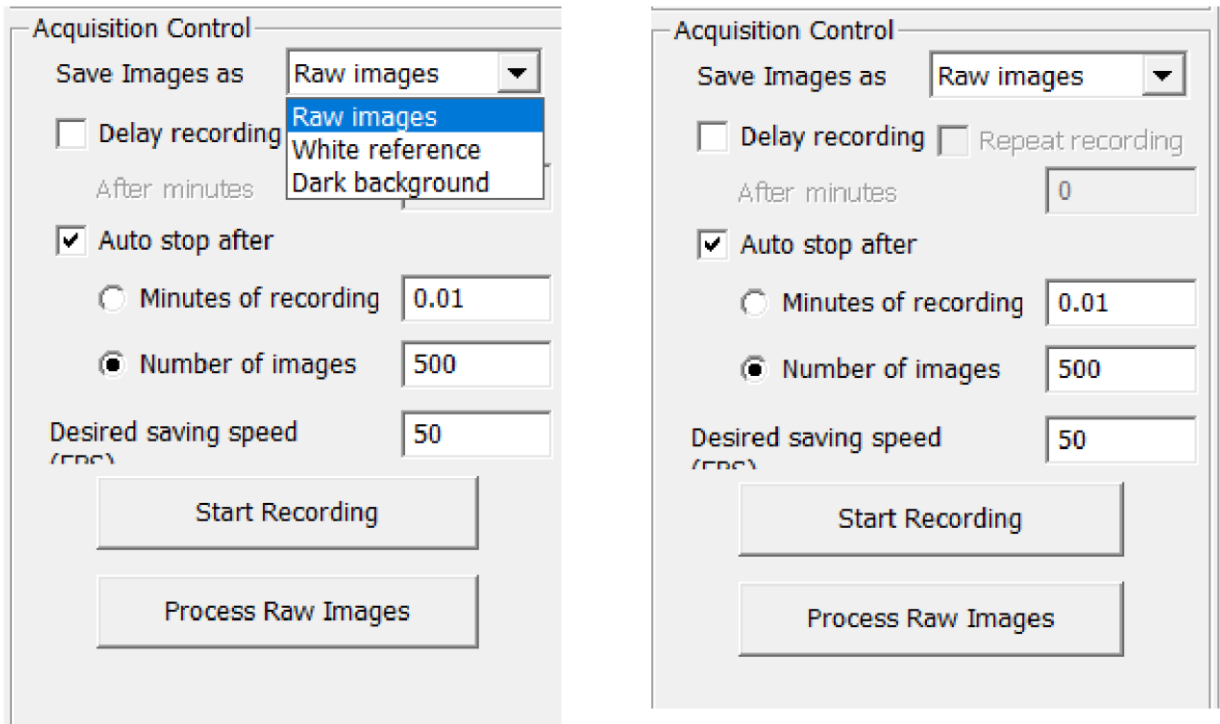 Acquisition Control
Save Images as Raw images
Raw images
White reference
Dark background
Delay recording
After minutes
Auto stop after
Minutes of recording 0.01
Number of images 500
Desired saving speed 50
(FPS)
Start Recording
Process Raw Images
Acquisition Control
Save Images as Raw images
Delay recording Repeat recording
After minutes 0
Auto stop after
Minutes of recording 0.01
Number of images 500
Desired saving speed 50
(FPS)
Start Recording
Process Raw Images